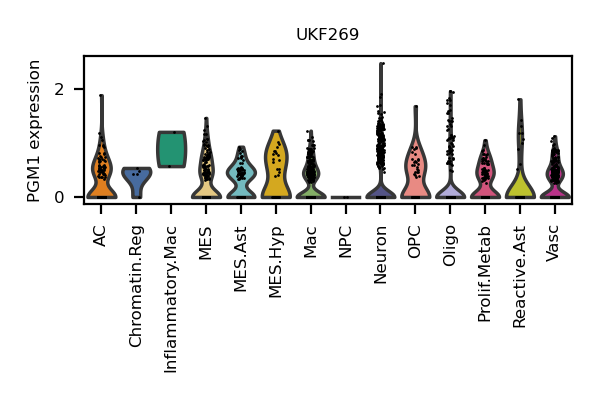 UKF269
PGM1 expression
2
0
AC
Chromatin.Reg
Inflammatory.Mac
MES
MES.Ast
MES.Hyp
Mac
NPC
Neuron
OPC
Oligo
Prolif.Metab
Reactive.Ast
Vasc